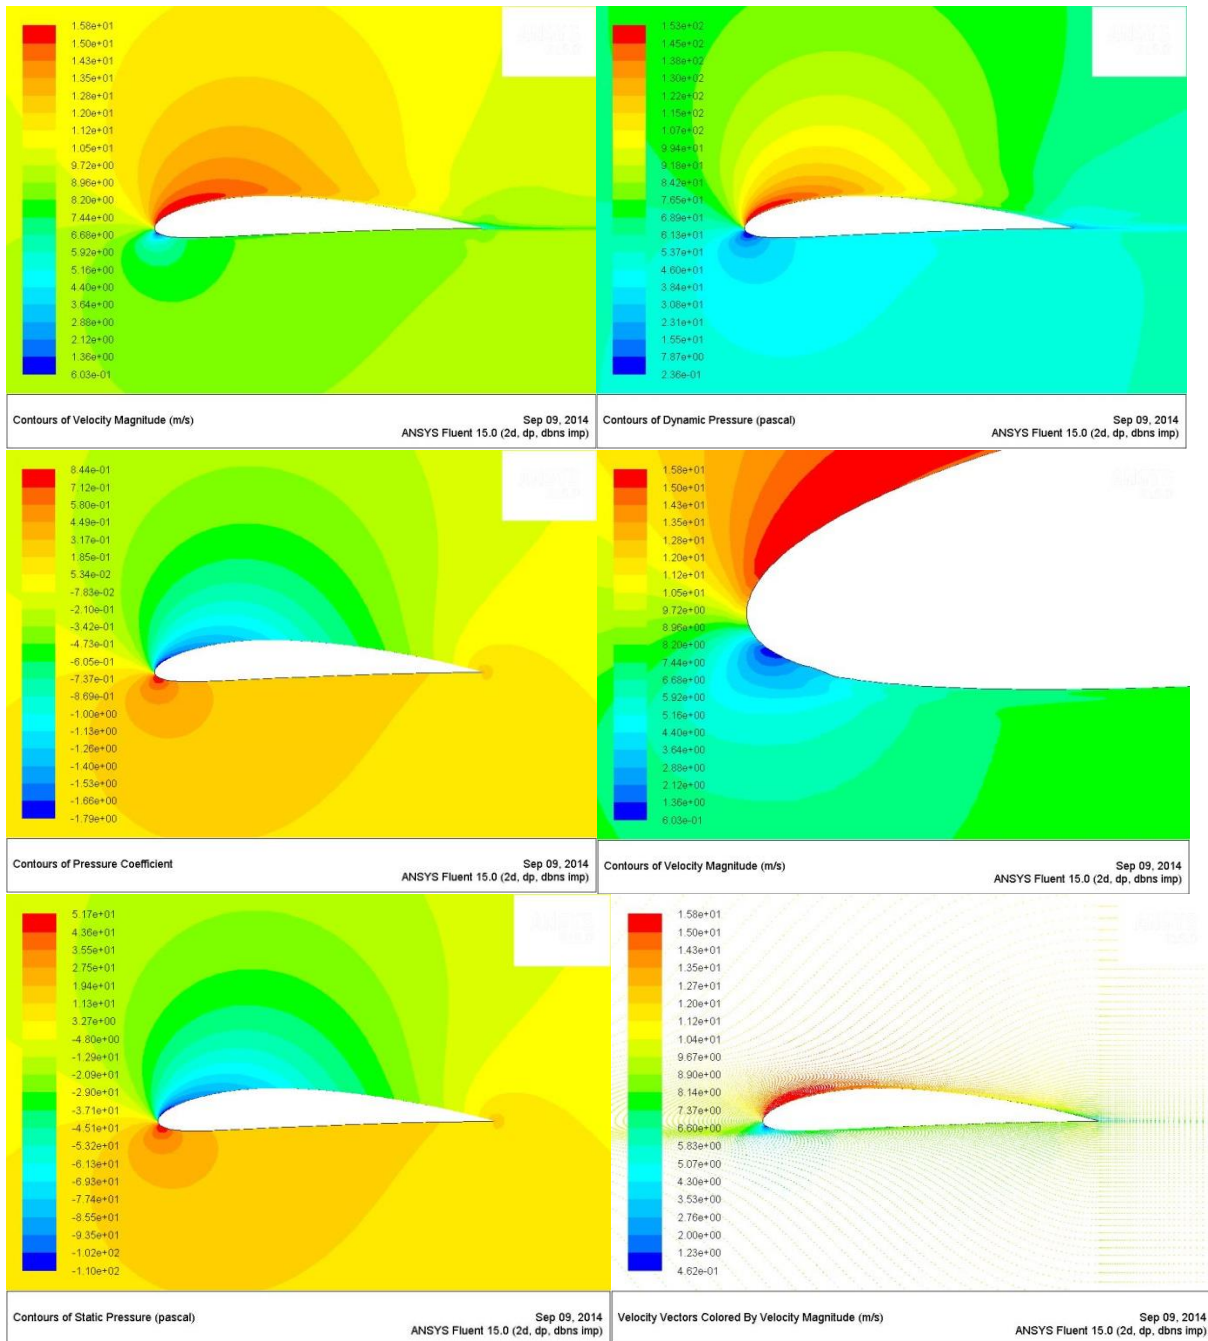 1.58e+01
1.50e+01
1.43e+01
1.35e+01
1.28e+01
1.20e+01
1.12e+01
1.05e+01
9.72e+00
8.96e+00
8.20e+00
7.44e+00
6.68e+00
5.92e+00
5.16e+00
4.40e+00
3.64e+00
2.88e+00
2.12e+00
1.36e+00
6.03e-01
Contours of Velocity Magnitude (m/s)
Sep 09, 2014
ANSYS Fluent 15.0 (2d, dp, dbns imp)
1.53e+02
1.45e+02
1.38e+02
1.30e+02
1.22e+02
1.15e+02
1.07e+02
9.94e+01
9.18e+01
8.42e+01
7.65e+01
6.89e+01
6.13e+01
5.37e+01
4.60e+01
3.84e+01
3.08e+01
2.31e+01
1.55e+01
7.87e+00
2.36e-01
Contours of Dynamic Pressure (pascal)
Sep 09, 2014
ANSYS Fluent 15.0 (2d, dp, dbns imp)
8.44e-01
7.12e-01
5.80e-01
4.49e-01
3.17e-01
1.85e-01
5.34e-02
-7.83e-02
-2.10e-01
-3.42e-01
-4.73e-01
-6.05e-01
-7.37e-01
-8.69e-01
-1.00e+00
-1.13e+00
-1.26e+00
-1.40e+00
-1.53e+00
-1.66e+00
-1.79e+00
Contours of Pressure Coefficient
Sep 09, 2014
ANSYS Fluent 15.0 (2d, dp, dbns imp)
1.58e+01
1.50e+01
1.43e+01
1.35e+01
1.28e+01
1.20e+01
1.12e+01
1.05e+01
9.72e+00
8.96e+00
8.20e+00
7.44e+00
6.68e+00
5.92e+00
5.16e+00
4.40e+00
3.64e+00
2.88e+00
2.12e+00
1.36e+00
6.03e-01
Contours of Velocity Magnitude (m/s)
Sep 09, 2014
ANSYS Fluent 15.0 (2d, dp, dbns imp)
5.17e+01
4.36e+01
3.55e+01
2.75e+01
1.94e+01
1.13e+01
3.27e+00
-4.80e+00
-1.29e+01
-2.09e+01
-2.90e+01
-3.71e+01
-4.51e+01
-5.32e+01
-6.13e+01
-6.93e+01
-7.74e+01
-8.55e+01
-9.35e+01
-1.02e+02
-1.10e+02
Contours of Static Pressure (pascal)
Sep 09, 2014
ANSYS Fluent 15.0 (2d, dp, dbns imp)
1.58e+01
1.50e+01
1.43e+01
1.35e+01
1.27e+01
1.20e+01
1.12e+01
1.04e+01
9.67e+00
8.90e+00
8.14e+00
7.37e+00
6.60e+00
5.83e+00
5.07e+00
4.30e+00
3.53e+00
2.76e+00
2.00e+00
1.23e+00
4.62e-01
Velocity Vectors Colored By Velocity Magnitude (m/s)
Sep 09, 2014
ANSYS Fluent 15.0 (2d, dp, dbns imp)